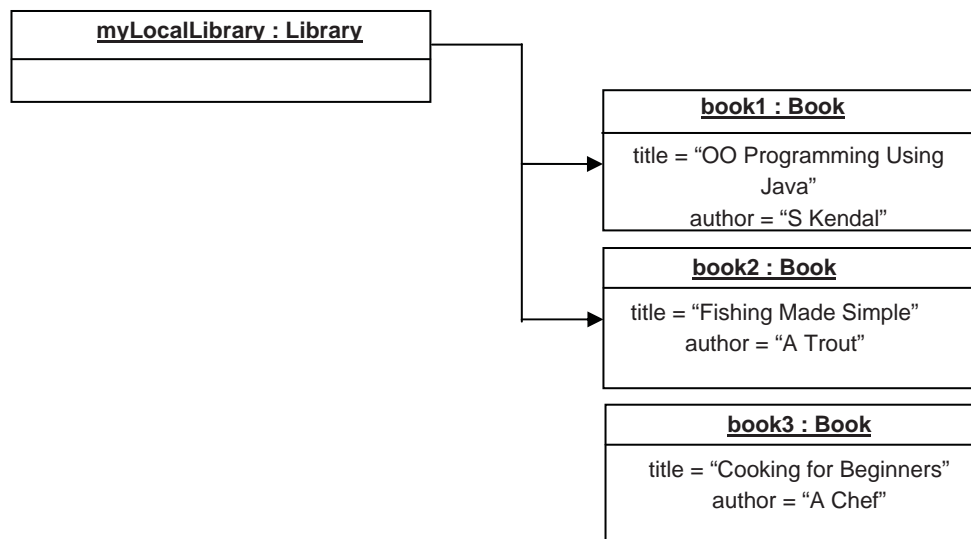 myLocalLibrary : Library
book1 : Book
title = “OO Programming Using
Java”
author = “S Kendal”
book2 : Book
title = “Fishing Made Simple”
author = “A Trout”
book3 : Book
title = “Cooking for Beginners”
author = “A Chef”